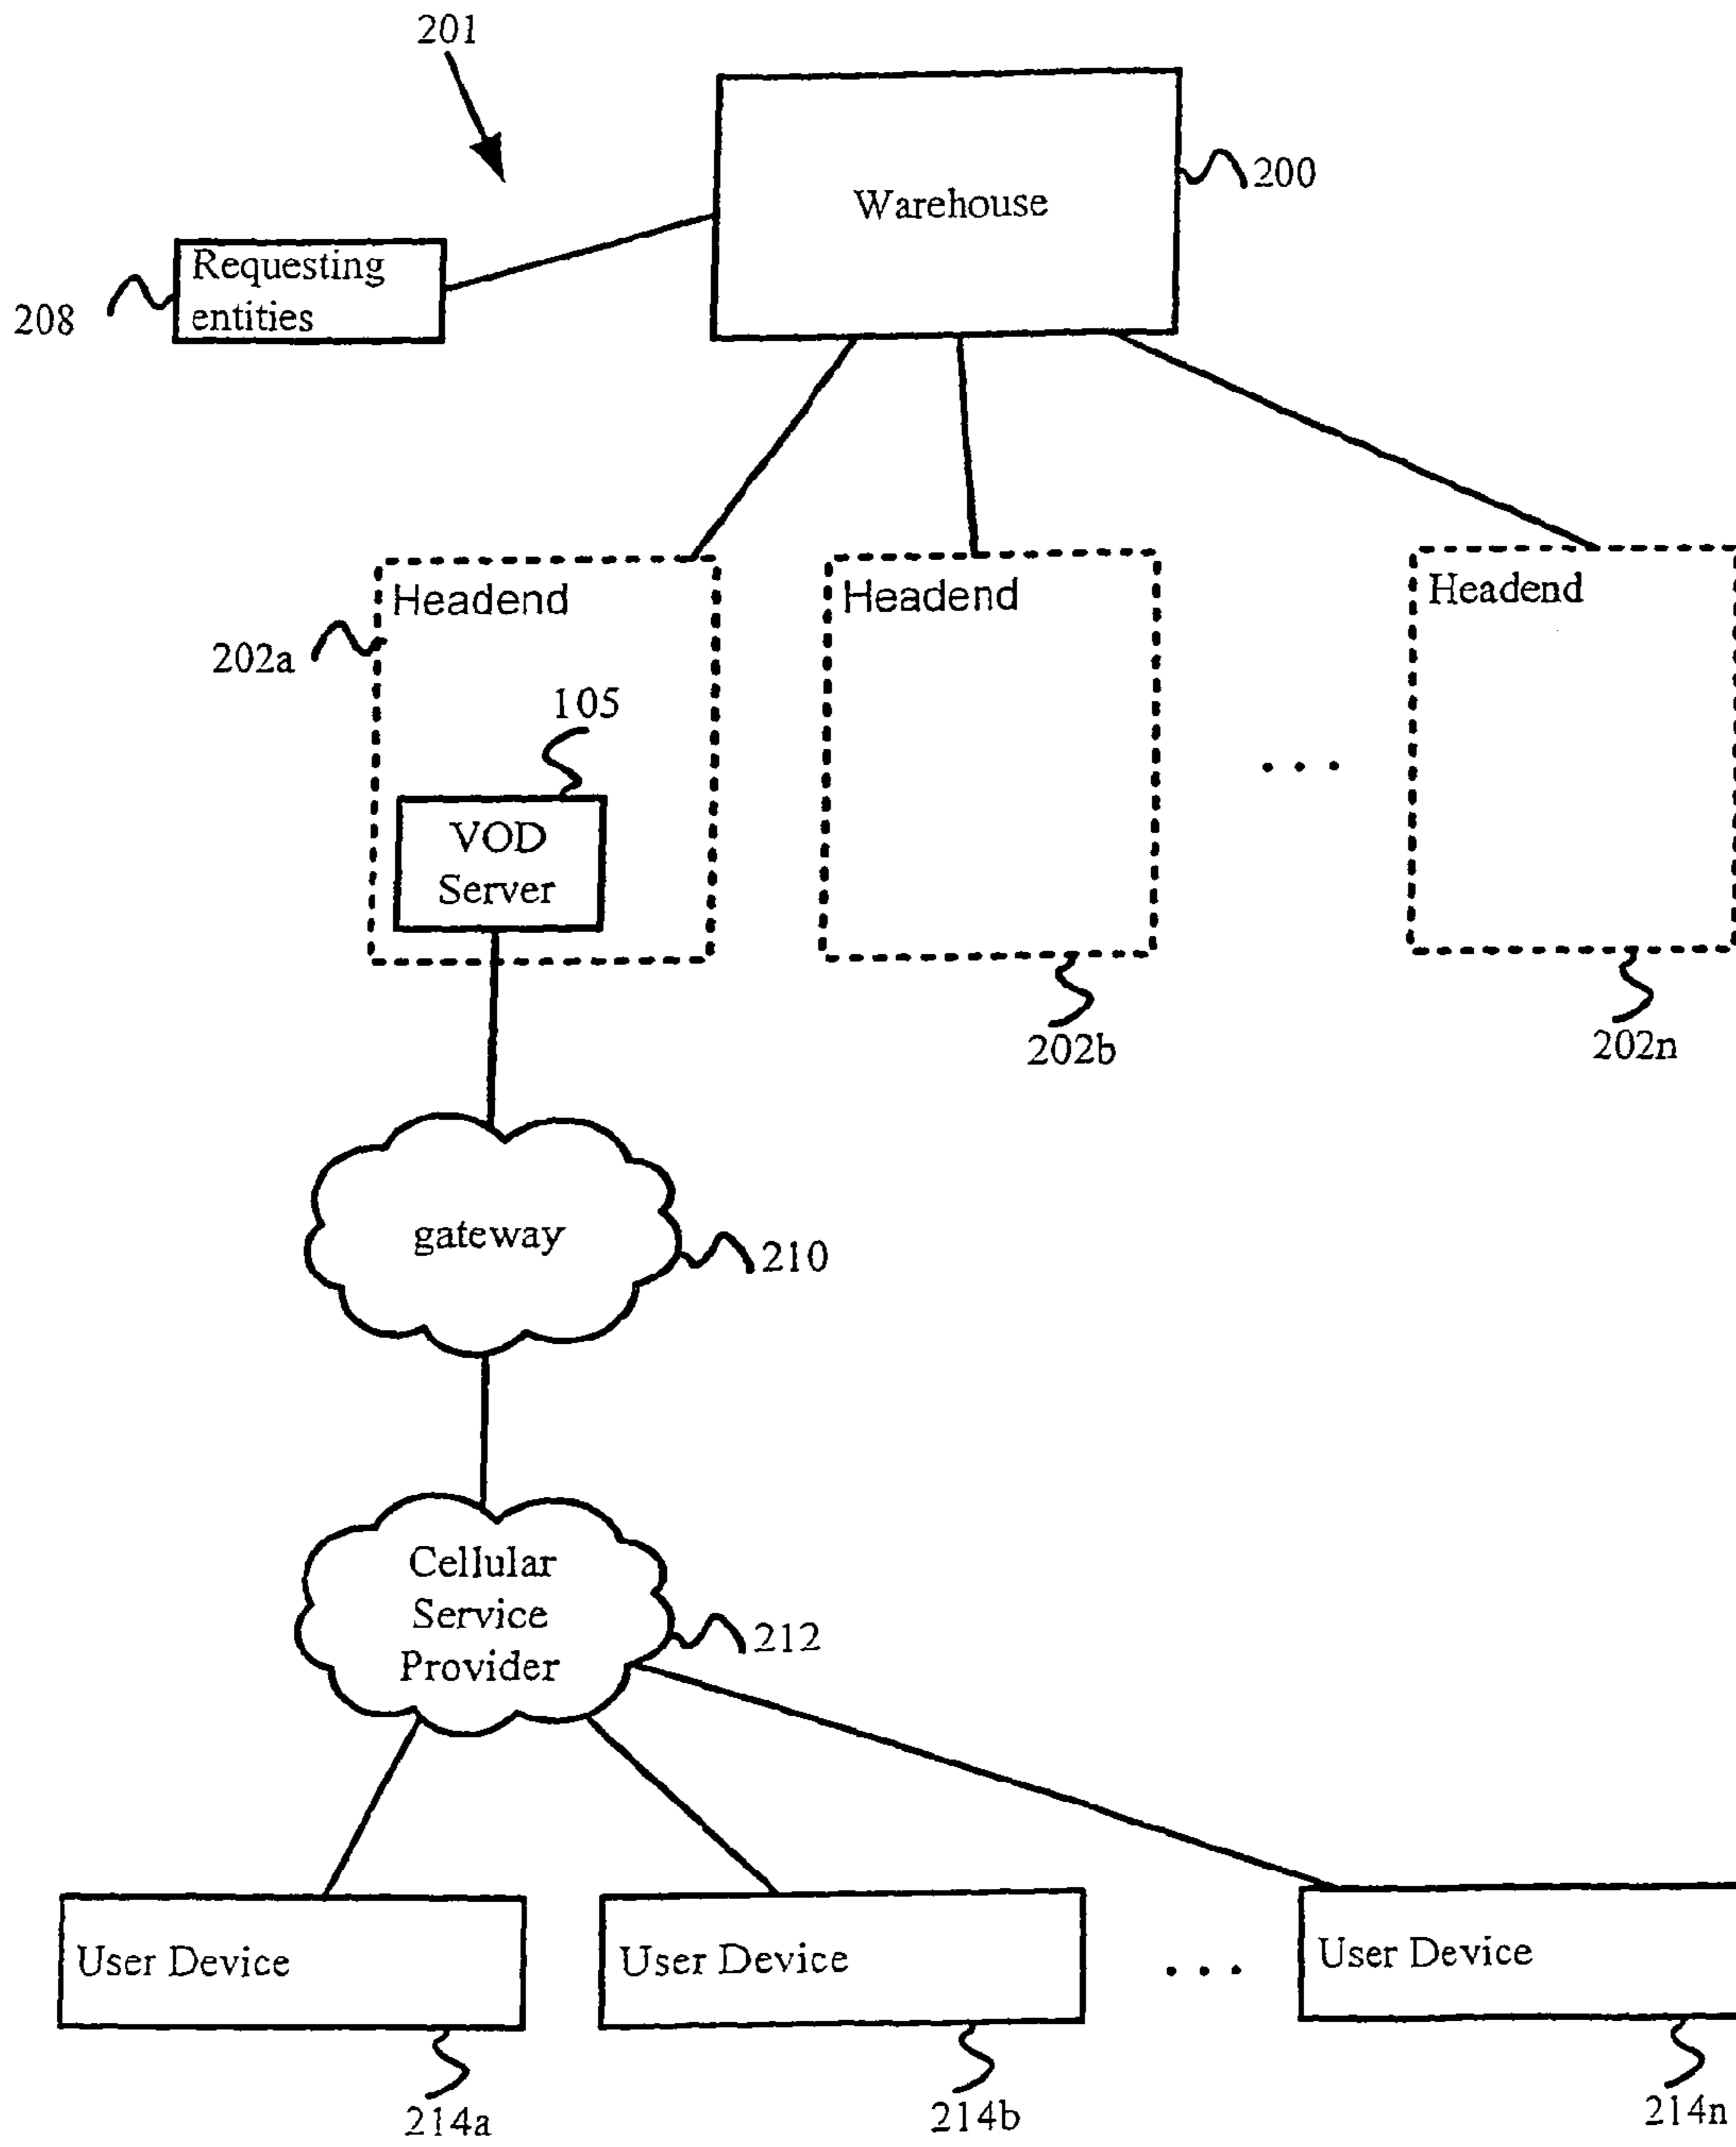 201
Warehouse
200
Requesting
entities
208
Headend
Headend
Headend
202a
105
VOD
Server
. . .
202b
202n
gateway
210
Cellular
Service
Provider
212
User Device
User Device
. . .
User Device
214a
214b
214n